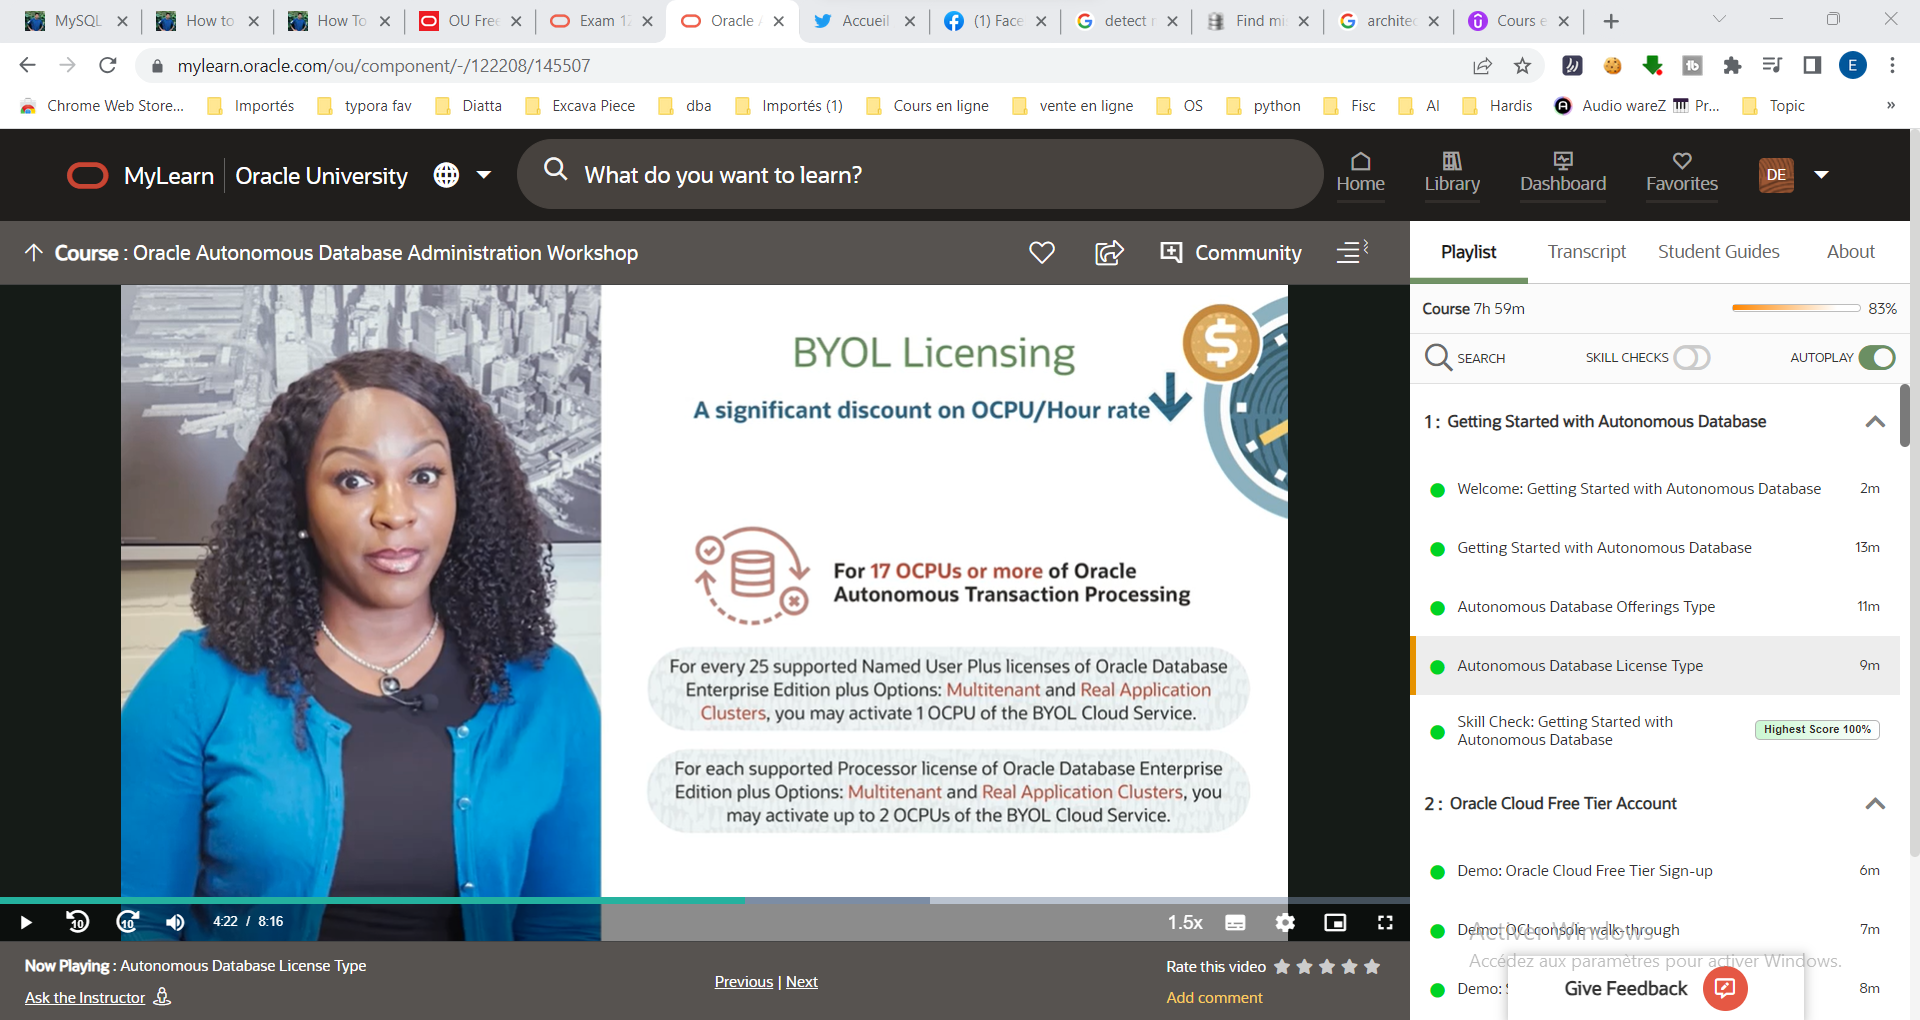 MySQL
How to
How To
OU Free
Exam 1Z
Oracle A
Accueil
(1) Face
detect r
Find mi
architec
Cours e
mylearn.oracle.com/ou/component/-/122208/145507
E
Chrome Web Store...
Importés
typora fav
Diatta
Excava Piece
dba
Importés (1)
Cours en ligne
vente en ligne
OS
python
Fisc
AI
Hardis
Audio wareZ
Pr...
Topic
»
MyLearn
Oracle University
What do you want to learn?
Home
Library
Dashboard
Favorites
DE
Course : Oracle Autonomous Database Administration Workshop
Community
Playlist
Transcript
Student Guides
About
Course 7h 59m
83%
SEARCH
SKILL CHECKS
AUTOPLAY
BYOL Licensing
A significant discount on OCPU/Hour rate
$
For 17 OCPUs or more of Oracle
Autonomous Transaction Processing
For every 25 supported Named User Plus licenses of Oracle Database
Enterprise Edition plus Options: Multitenant and Real Application
Clusters, you may activate 1 OCPU of the BYOL Cloud Service.
For each supported Processor license of Oracle Database Enterprise
Edition plus Options: Multitenant and Real Application Clusters, you
may activate up to 2 OCPUs of the BYOL Cloud Service.
1 : Getting Started with Autonomous Database
Welcome: Getting Started with Autonomous Database
2m
Getting Started with Autonomous Database
13m
Autonomous Database Offerings Type
11m
Autonomous Database License Type
9m
Skill Check: Getting Started with
Autonomous Database
Highest Score 100%
2 : Oracle Cloud Free Tier Account
Demo: Oracle Cloud Free Tier Sign-up
6m
Demo: OCI console walk-through
7m
Demo: S
8m
Activer Windows
Accédez aux paramètres pour activer Windows.
Give Feedback
10
10
4:22 / 8:16
1.5x
Now Playing : Autonomous Database License Type
Ask the Instructor
Previous | Next
Rate this video
Add comment